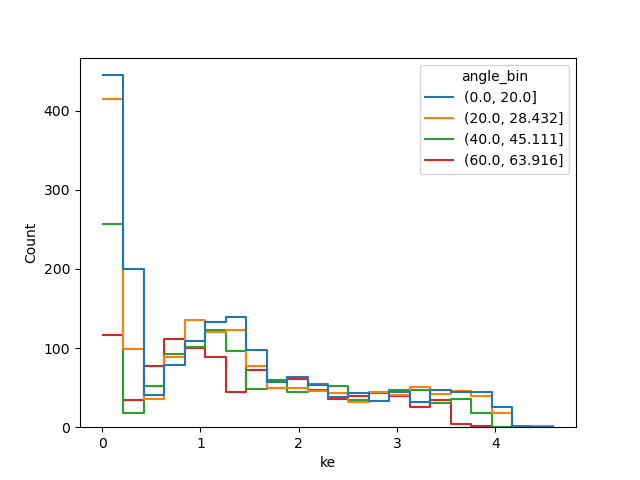 angle_bin
(0.0, 20.0]
(20.0, 28.432]
(40.0, 45.111]
(60.0, 63.916]
400
300
200
100
0
Count
0 1 2 3 4
ke